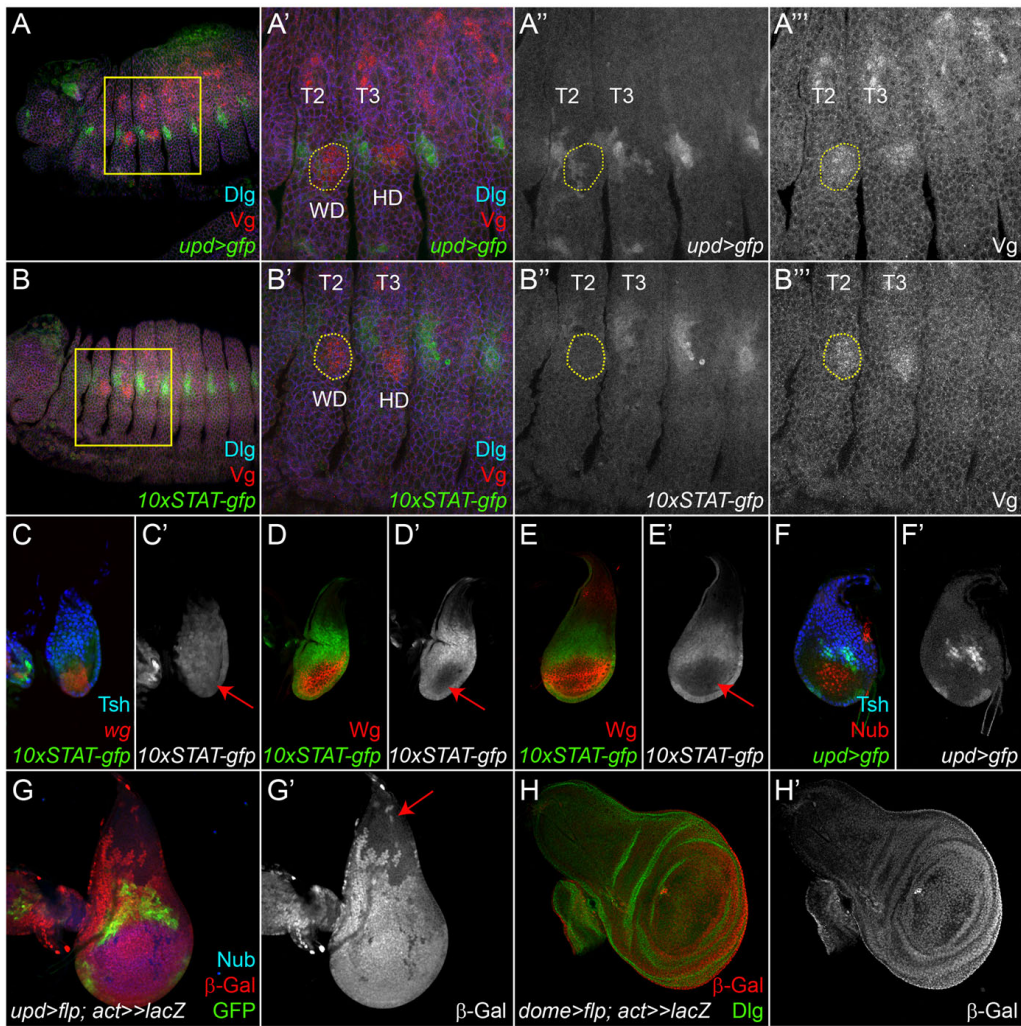 A
Dlg
Vg
upd>gfp
A'
T2
T3
WD
HD
Dlg
Vg
upd>gfp
A''
T2
T3
upd>gfp
A'''
T2
T3
Vg
B
Dlg
Vg
10xSTAT-gfp
B'
T2
T3
WD
HD
Dlg
Vg
10xSTAT-gfp
B''
T2
T3
10xSTAT-gfp
B'''
T2
T3
Vg
C
Tsh
wg
10xSTAT-gfp
C'
10xSTAT-gfp
D
Wg
10xSTAT-gfp
D'
10xSTAT-gfp
E
Wg
10xSTAT-gfp
E'
10xSTAT-gfp
F
Tsh
Nub
upd>gfp
F'
upd>gfp
G
Nub
β-Gal
upd>flp; act>>lacZ GFP
G'
β-Gal
H
β-Gal
dome>flp; act>>lacZ Dlg
H'
β-Gal